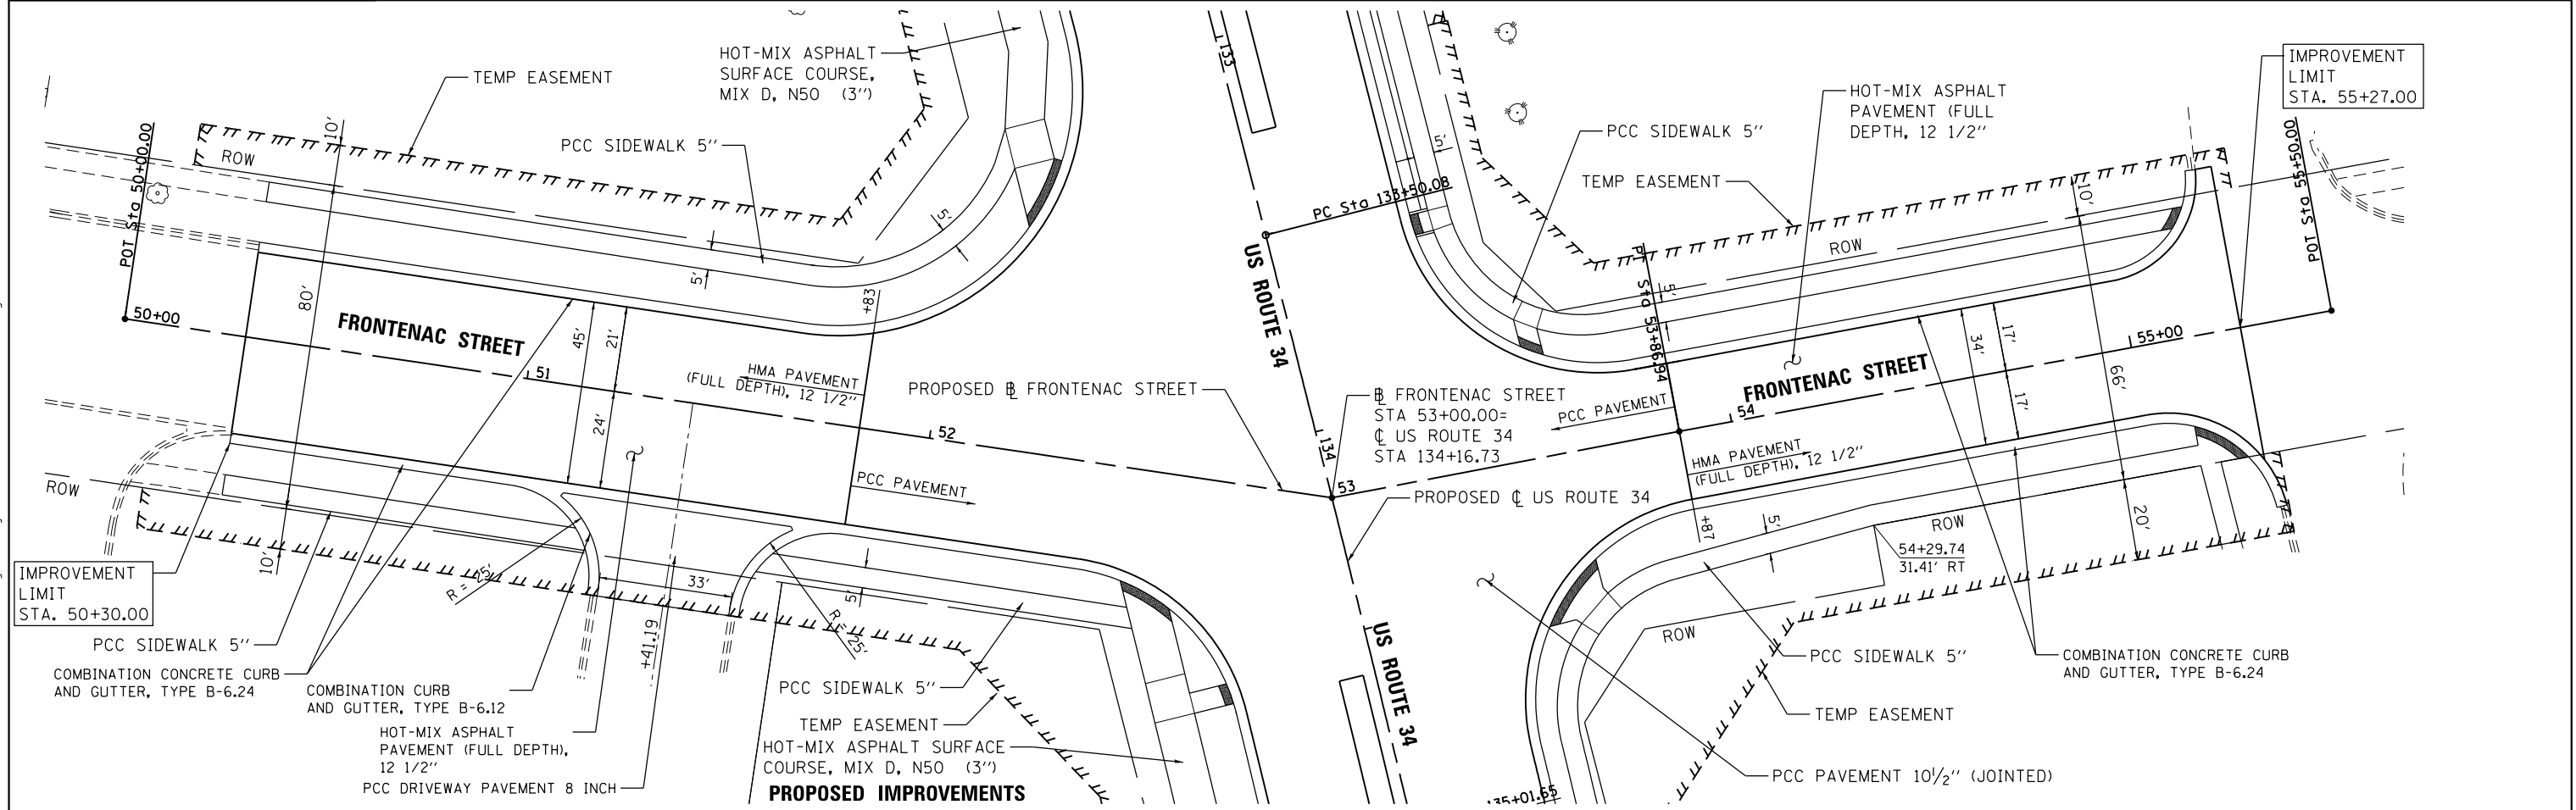 HOT-MIX ASPHALT
SURFACE COURSE,
MIX D, N50 (3")
TEMP EASEMENT
PCC SIDEWALK 5"
10'
ROW
POT Sta 50+00.00
50+00
80'
5'
5'
FRONTENAC STREET
45'
21'
24'
51
+83
HMA PAVEMENT
(FULL DEPTH), 12 1/2"
52
PCC PAVEMENT
ROW
10'
IMPROVEMENT
LIMIT
STA. 50+30.00
PCC SIDEWALK 5"
COMBINATION CONCRETE CURB
AND GUTTER, TYPE B-6.24
COMBINATION CURB
AND GUTTER, TYPE B-6.12
HOT-MIX ASPHALT
PAVEMENT (FULL DEPTH),
12 1/2"
PCC DRIVEWAY PAVEMENT 8 INCH
R = 25'
33'
+41.19
R = 25'
5'
PCC SIDEWALK 5"
TEMP EASEMENT
HOT-MIX ASPHALT SURFACE
COURSE, MIX D, N50 (3")
PROPOSED IMPROVEMENTS
133
PC Sta 133+50.08
US ROUTE 34
PROPOSED ℄ FRONTENAC STREET
134
53
℄ FRONTENAC STREET
STA 53+00.00=
℄ US ROUTE 34
STA 134+16.73
PROPOSED ℄ US ROUTE 34
US ROUTE 34
135+01.65
5'
PCC SIDEWALK 5"
TEMP EASEMENT
HOT-MIX ASPHALT
PAVEMENT (FULL
DEPTH, 12 1/2"
IMPROVEMENT
LIMIT
STA. 55+27.00
POT Sta 55+50.00
PT Sta 53+86.94
5'
ROW
10'
PCC PAVEMENT
54
FRONTENAC STREET
34'
17'
17'
55+00
66'
HMA PAVEMENT
(FULL DEPTH), 12 1/2"
+87
5'
ROW
54+29.74
31.41' RT
20'
ROW
PCC SIDEWALK 5"
COMBINATION CONCRETE CURB
AND GUTTER, TYPE B-6.24
TEMP EASEMENT
PCC PAVEMENT 10 1/2" (JOINTED)